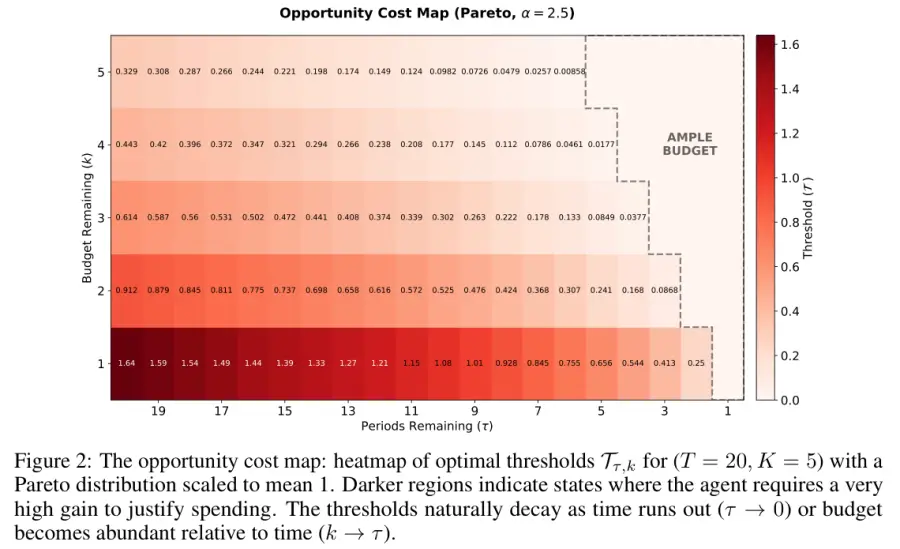 Opportunity Cost Map (Pareto, α = 2.5)
5 0.329 0.308 0.287 0.266 0.244 0.221 0.198 0.174 0.149 0.124 0.0982 0.0726 0.0479 0.0257 0.00858
4 0.443 0.42 0.396 0.372 0.347 0.321 0.294 0.266 0.238 0.208 0.177 0.145 0.112 0.0786 0.0461 0.0177
AMPLE
BUDGET
3 0.614 0.587 0.56 0.531 0.502 0.472 0.441 0.408 0.374 0.339 0.302 0.263 0.222 0.178 0.133 0.0849 0.0377
2 0.912 0.879 0.845 0.811 0.775 0.737 0.698 0.658 0.616 0.572 0.525 0.476 0.424 0.368 0.307 0.241 0.168 0.0868
1 1.64 1.59 1.54 1.49 1.44 1.39 1.33 1.27 1.21 1.15 1.08 1.01 0.928 0.845 0.755 0.656 0.544 0.413 0.25
Budget Remaining (k)
19 17 15 13 11 9 7 5 3 1
Periods Remaining (τ)
1.6
1.4
1.2
1.0
0.8
0.6
0.4
0.2
0.0
Threshold (𝒯)
Figure 2: The opportunity cost map: heatmap of optimal thresholds 𝒯τ,k for (T = 20, K = 5) with a
Pareto distribution scaled to mean 1. Darker regions indicate states where the agent requires a very
high gain to justify spending. The thresholds naturally decay as time runs out (τ → 0) or budget
becomes abundant relative to time (k → τ).